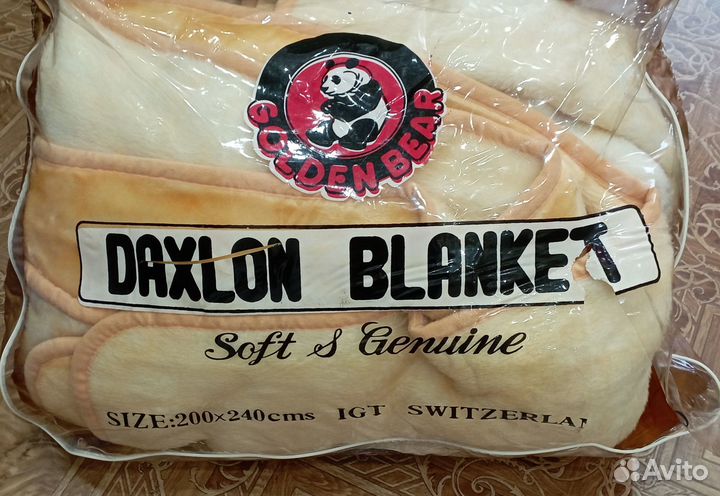 GOLDEN BEAR
DAXLON BLANKET
Soft & Genuine
SIZE:200×240cms IGT SWITZERLAN
Avito